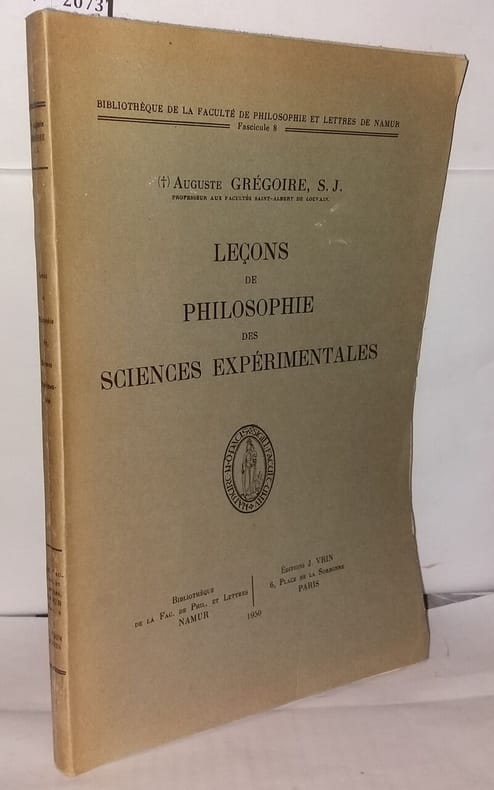 20731
BIBLIOTHÈQUE DE LA FACULTÉ DE PHILOSOPHIE ET LETTRES DE NAMUR
Fascicule 8
(†) AUGUSTE GRÉGOIRE, S. J.
PROFESSEUR AUX FACULTÉS SAINT-ALBERT DE LOUVAIN.
LEÇONS
DE
PHILOSOPHIE
DES
SCIENCES EXPÉRIMENTALES
BIBLIOTHÈQUE
DE LA FAC. DE PHIL. ET LETTRES
NAMUR
1950
ÉDITIONS J VRIN
6, PLACE DE LA SORBONNE
PARIS